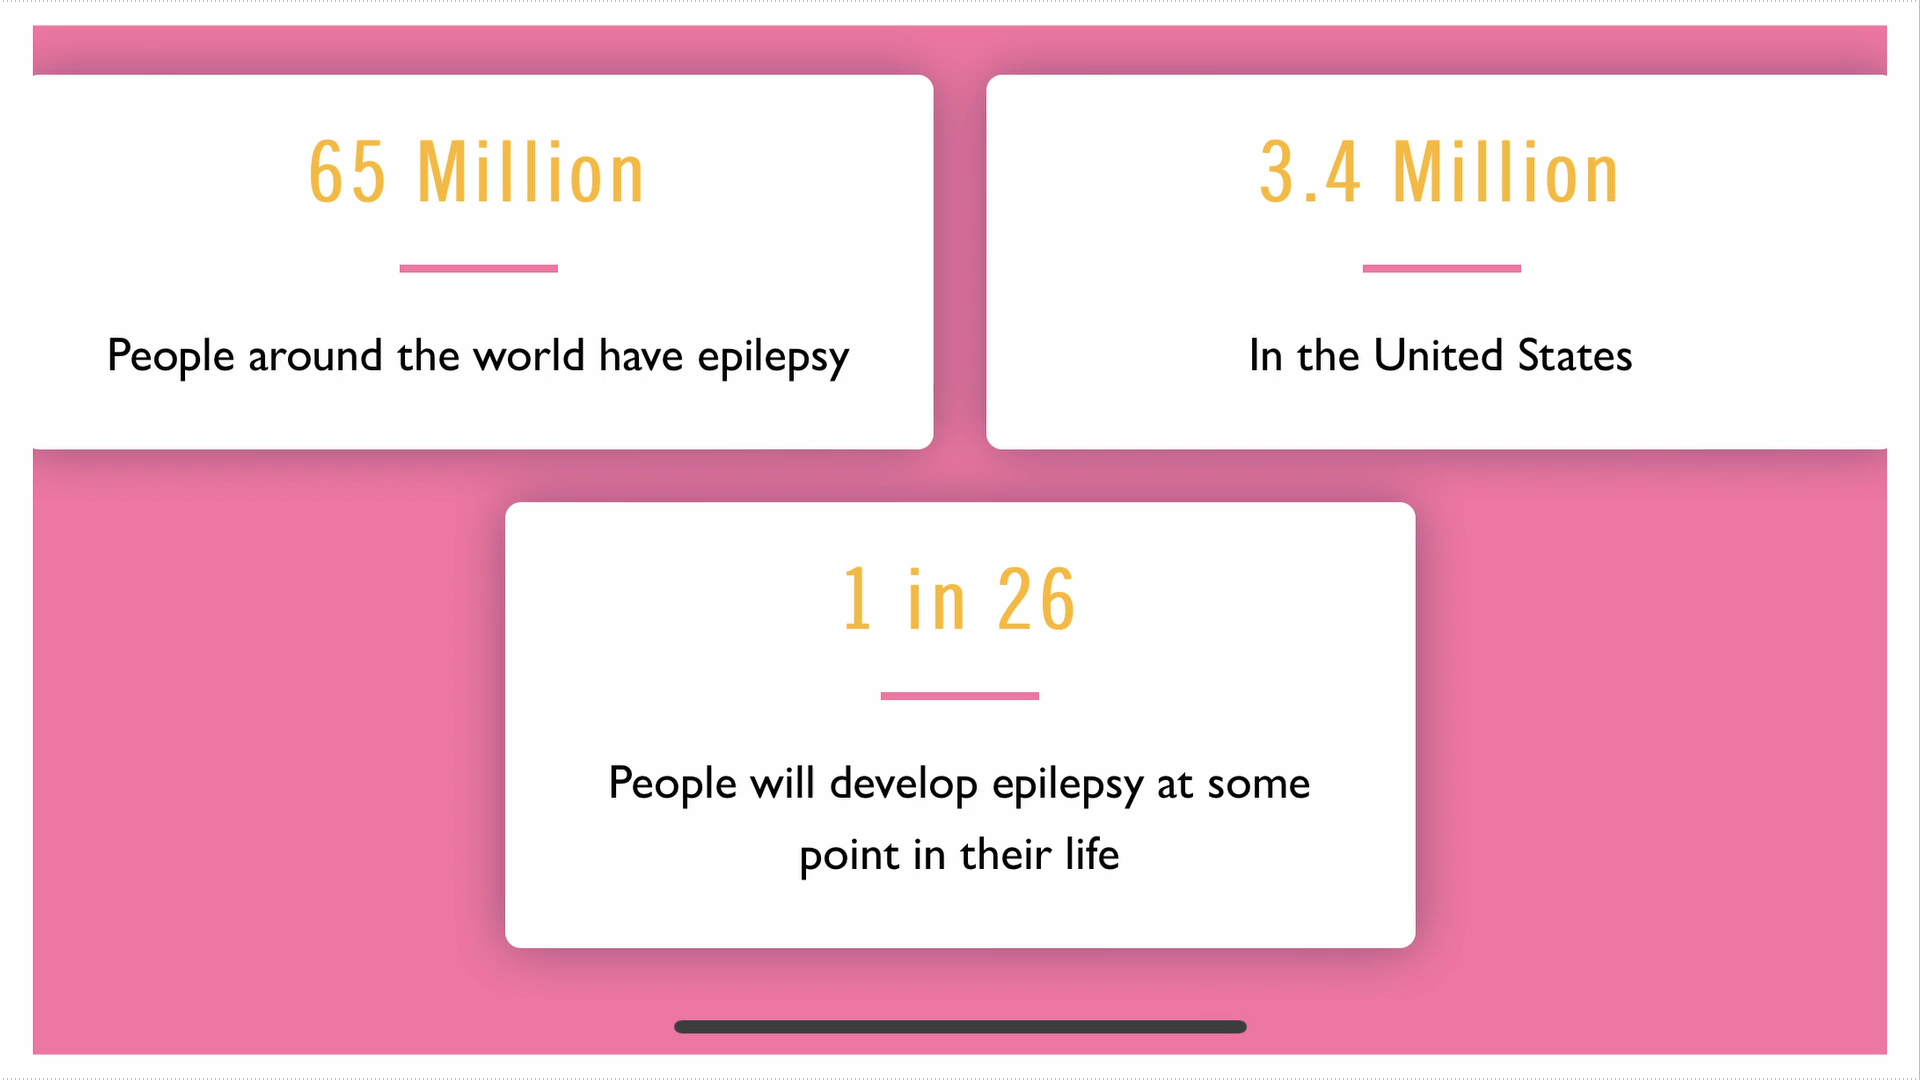 65 Million
People around the world have epilepsy
3.4 Million
In the United States
1 in 26
People will develop epilepsy at some
point in their life